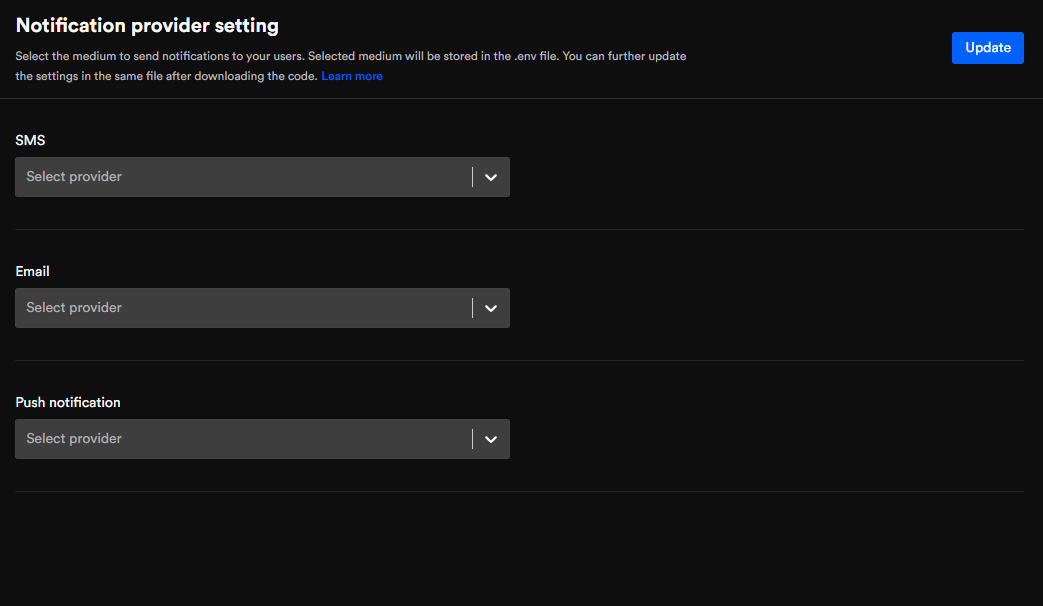 Notification provider setting
Select the medium to send notifications to your users. Selected medium will be stored in the .env file. You can further update
the settings in the same file after downloading the code. Learn more
Update
SMS
Select provider
Email
Select provider
Push notification
Select provider